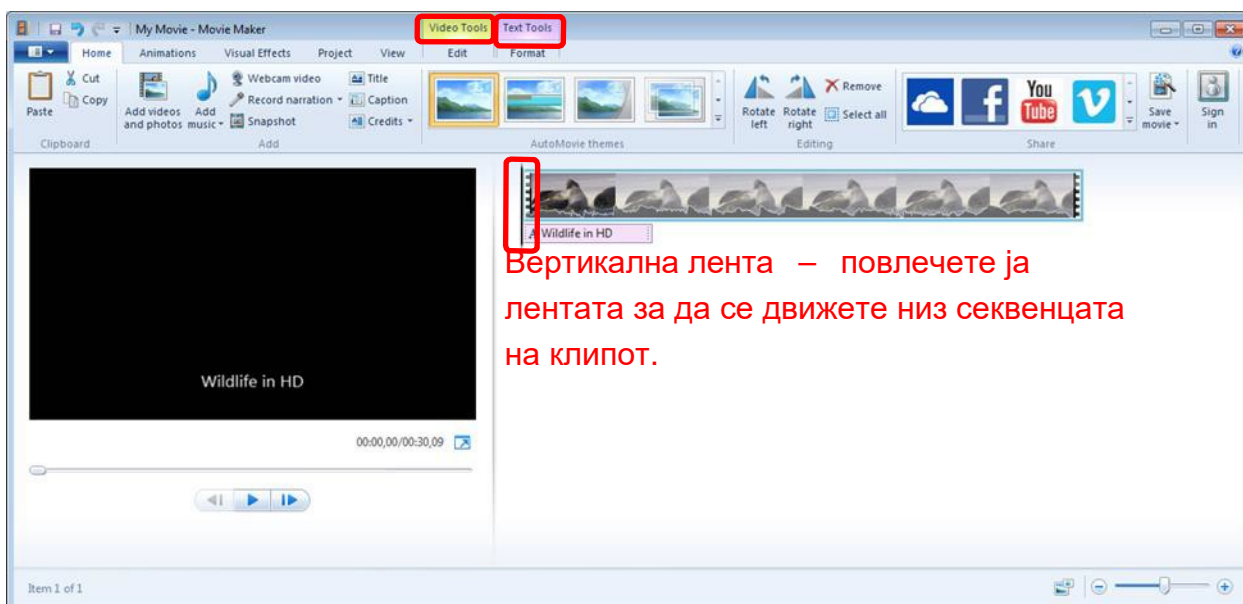 My Movie - Movie Maker
Video Tools
Text Tools
Home Animations Visual Effects Project View Edit Format
Paste
Cut
Copy
Clipboard
Add videos and photos
Add music
Webcam video
Record narration
Snapshot
Title
Caption
Credits
Add
AutoMovie themes
Rotate left
Rotate right
Remove
Select all
Editing
You Tube
Share
Save movie
Sign in
A Wildlife in HD
Вертикална лента – повлечете ја
лентата за да се движете низ секвенцата
на клипот.
Wildlife in HD
00:00,00/00:30,09
Item 1 of 1